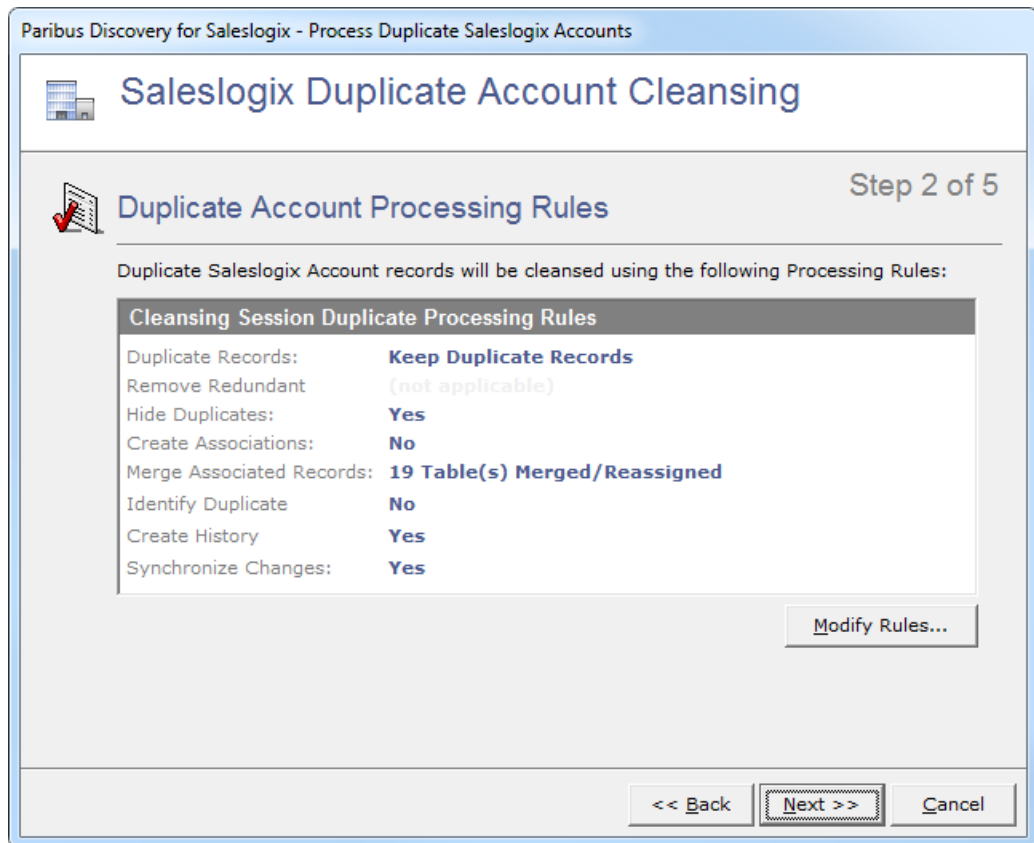 Paribus Discovery for Saleslogix - Process Duplicate Saleslogix Accounts
Saleslogix Duplicate Account Cleansing
Step 2 of 5
Duplicate Account Processing Rules
Duplicate Saleslogix Account records will be cleansed using the following Processing Rules:
Cleansing Session Duplicate Processing Rules
Duplicate Records: Keep Duplicate Records
Remove Redundant (not applicable)
Hide Duplicates: Yes
Create Associations: No
Merge Associated Records: 19 Table(s) Merged/Reassigned
Identify Duplicate No
Create History Yes
Synchronize Changes: Yes
Modify Rules...
<< Back Next >> Cancel